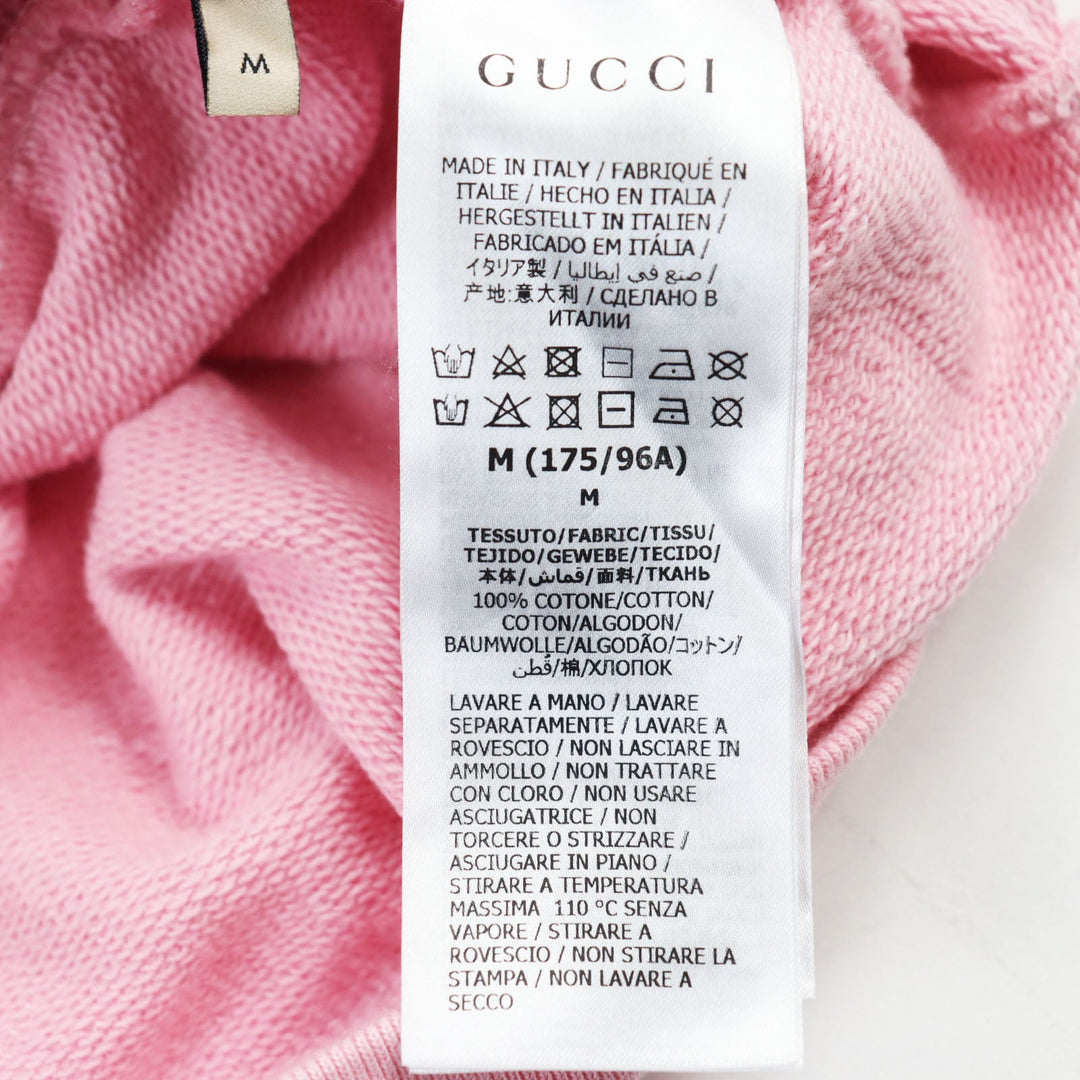 M
GUCCI
MADE IN ITALY / FABRIQUÉ EN
ITALIE / HECHO EN ITALIA /
HERGESTELLT IN ITALIEN /
FABRICADO EM ITÁLIA /
イタリア製 / صنع في إيطاليا /
产地:意大利 / СДЕЛАНО В
ИТАЛИИ
M (175/96A)
M
TESSUTO/FABRIC/TISSU/
TEJIDO/GEWEBE/TECIDO/
本体/قماش/面料/ТКАНЬ
100% COTONE/COTTON/
COTON/ALGODON/
BAUMWOLLE/ALGODÃO/コットン/
قُطن/棉/ХЛОПОК
LAVARE A MANO / LAVARE
SEPARATAMENTE / LAVARE A
ROVESCIO / NON LASCIARE IN
AMMOLLO / NON TRATTARE
CON CLORO / NON USARE
ASCIUGATRICE / NON
TORCERE O STRIZZARE /
ASCIUGARE IN PIANO /
STIRARE A TEMPERATURA
MASSIMA 110 °C SENZA
VAPORE / STIRARE A
ROVESCIO / NON STIRARE LA
STAMPA / NON LAVARE A
SECCO